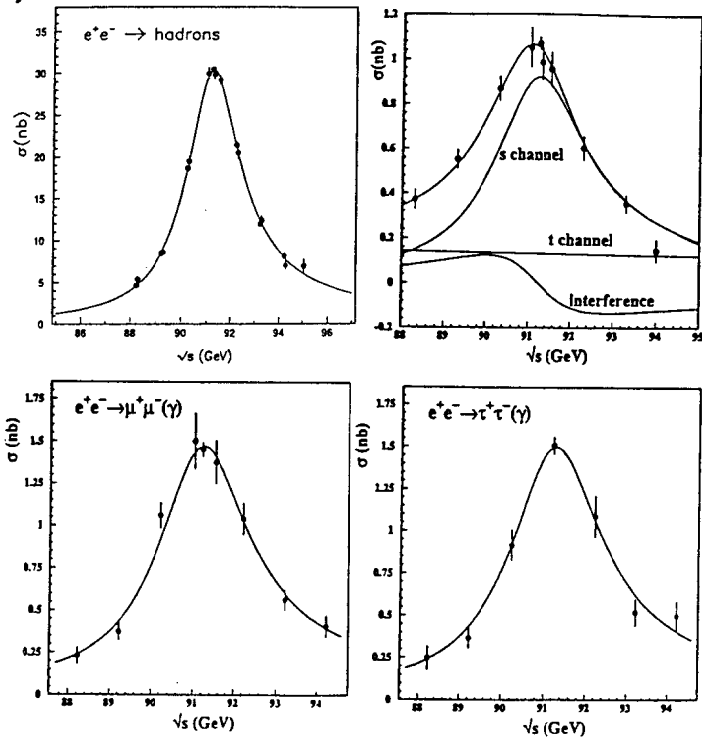 e⁺e⁻ → hadrons
σ(nb)
35
30
25
20
15
10
5
0
86 88 90 92 94 96
√s (GeV)
σ(nb)
1.4
1.0
0.6
0.2
0
-0.2
s channel
t channel
Interference
88 89 90 91 92 93 94 95
√s (GeV)
e⁺e⁻→μ⁺μ⁻(γ)
σ (nb)
1.75
1.5
1.25
1
0.75
0.5
0.25
0
88 89 90 91 92 93 94
√s (GeV)
e⁺e⁻→τ⁺τ⁻(γ)
σ (nb)
1.75
1.5
1.25
1
0.75
0.5
0.25
0
88 89 90 91 92 93 94
√s (GeV)